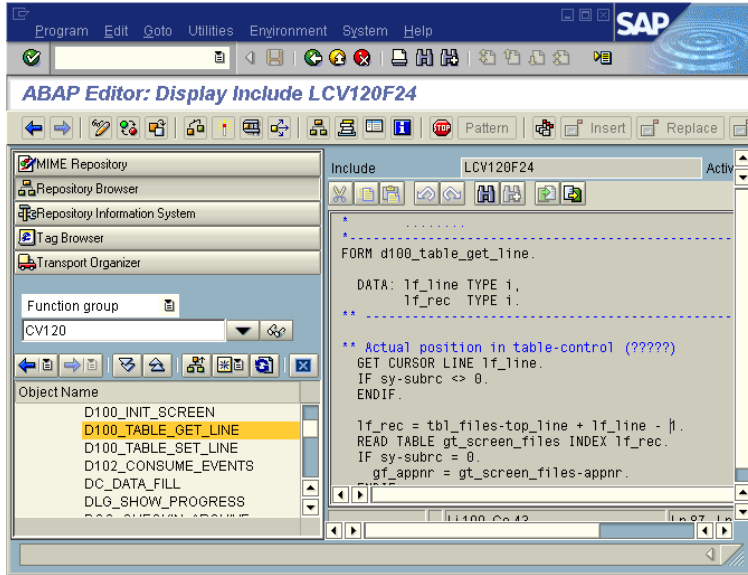 Program Edit Goto Utilities Environment System Help
SAP
ABAP Editor: Display Include LCV120F24
STOP Pattern Insert Replace
MIME Repository
Repository Browser
Repository Information System
Tag Browser
Transport Organizer
Function group
CV120
Object Name
D100_INIT_SCREEN
D100_TABLE_GET_LINE
D100_TABLE_SET_LINE
D102_CONSUME_EVENTS
DC_DATA_FILL
DLG_SHOW_PROGRESS
Include LCV120F24 Activ
* ........
*------------------------------------------------
FORM d100_table_get_line.
DATA: lf_line TYPE i,
lf_rec TYPE i.
** ------------------------------------------------
** Actual position in table-control (?????)
GET CURSOR LINE lf_line.
IF sy-subrc <> 0.
ENDIF.
lf_rec = tbl_files-top_line + lf_line - 1.
READ TABLE gt_screen_files INDEX lf_rec.
IF sy-subrc = 0.
gf_appnr = gt_screen_files-appnr.